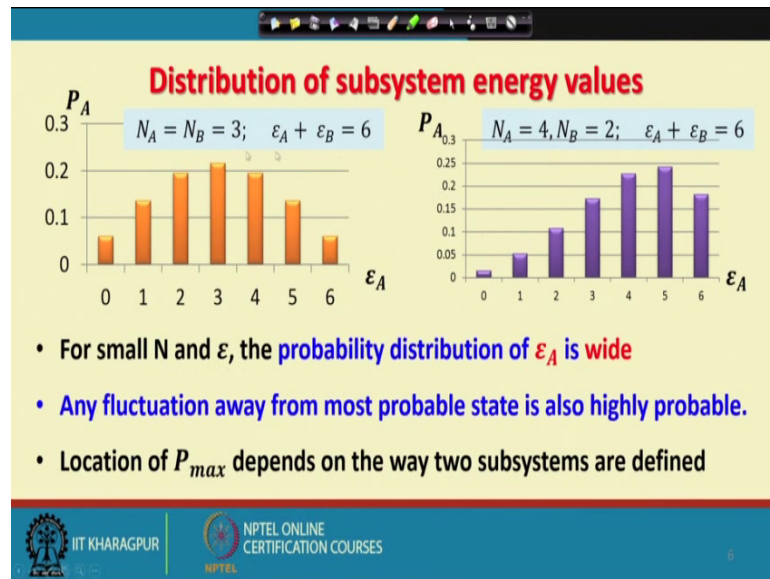 Distribution of subsystem energy values
P_A
N_A = N_B = 3; ε_A + ε_B = 6
0.3
0.2
0.1
0
0 1 2 3 4 5 6
ε_A
P_A
N_A = 4, N_B = 2; ε_A + ε_B = 6
0.3
0.25
0.2
0.15
0.1
0.05
0
0 1 2 3 4 5 6
ε_A
• For small N and ε, the probability distribution of ε_A is wide
• Any fluctuation away from most probable state is also highly probable.
• Location of P_max depends on the way two subsystems are defined
IIT KHARAGPUR
NPTEL
NPTEL ONLINE
CERTIFICATION COURSES
6